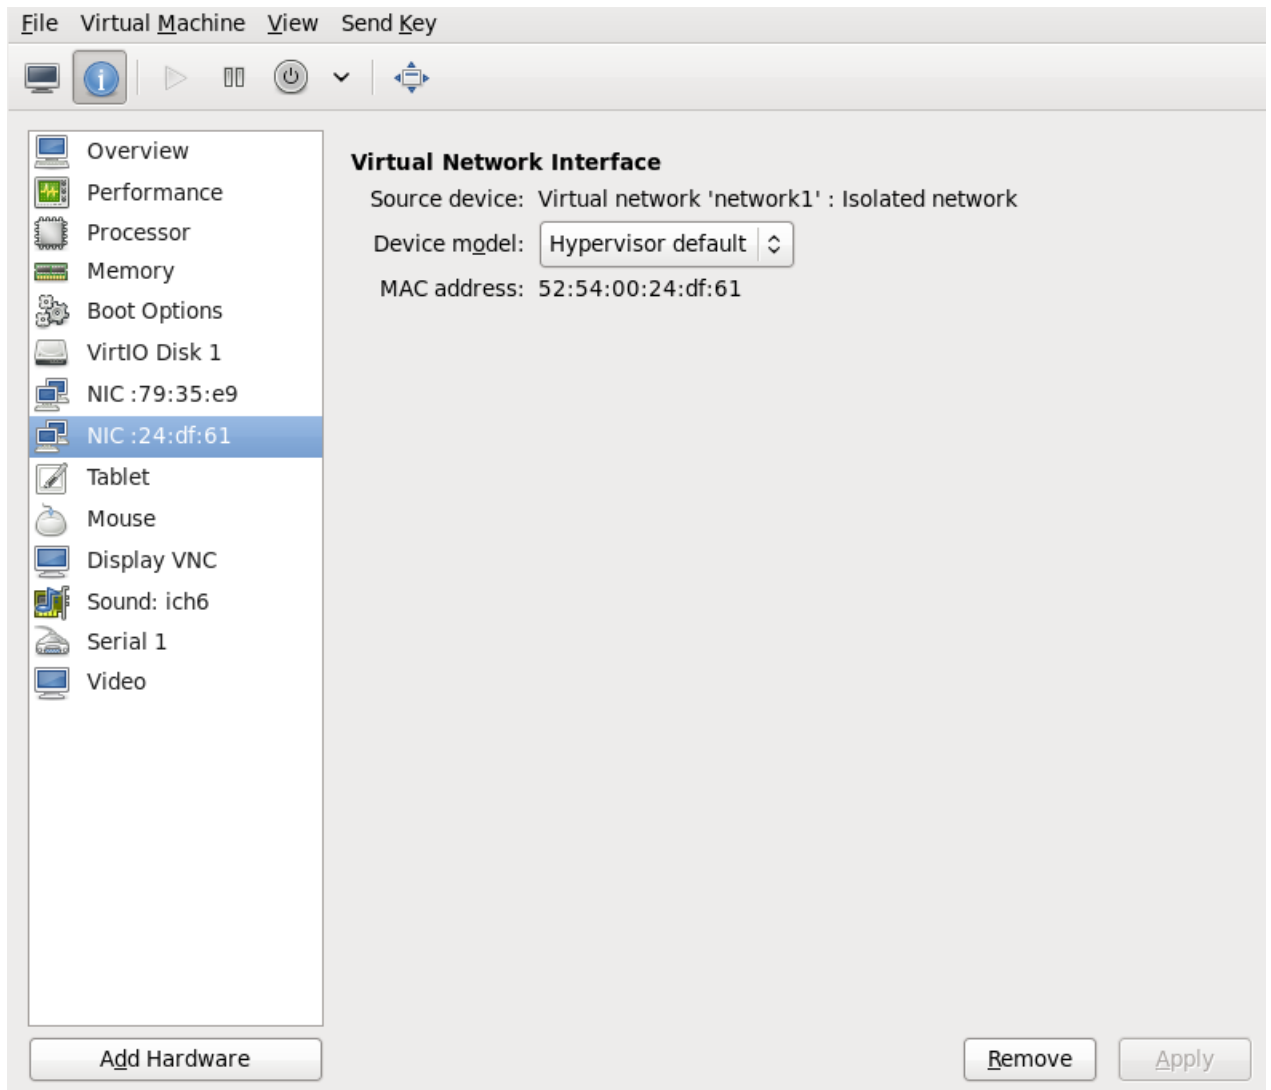 File Virtual Machine View Send Key
Overview
Performance
Processor
Memory
Boot Options
VirtIO Disk 1
NIC :79:35:e9
NIC :24:df:61
Tablet
Mouse
Display VNC
Sound: ich6
Serial 1
Video
Add Hardware
Virtual Network Interface
Source device: Virtual network 'network1' : Isolated network
Device model: Hypervisor default
MAC address: 52:54:00:24:df:61
Remove Apply